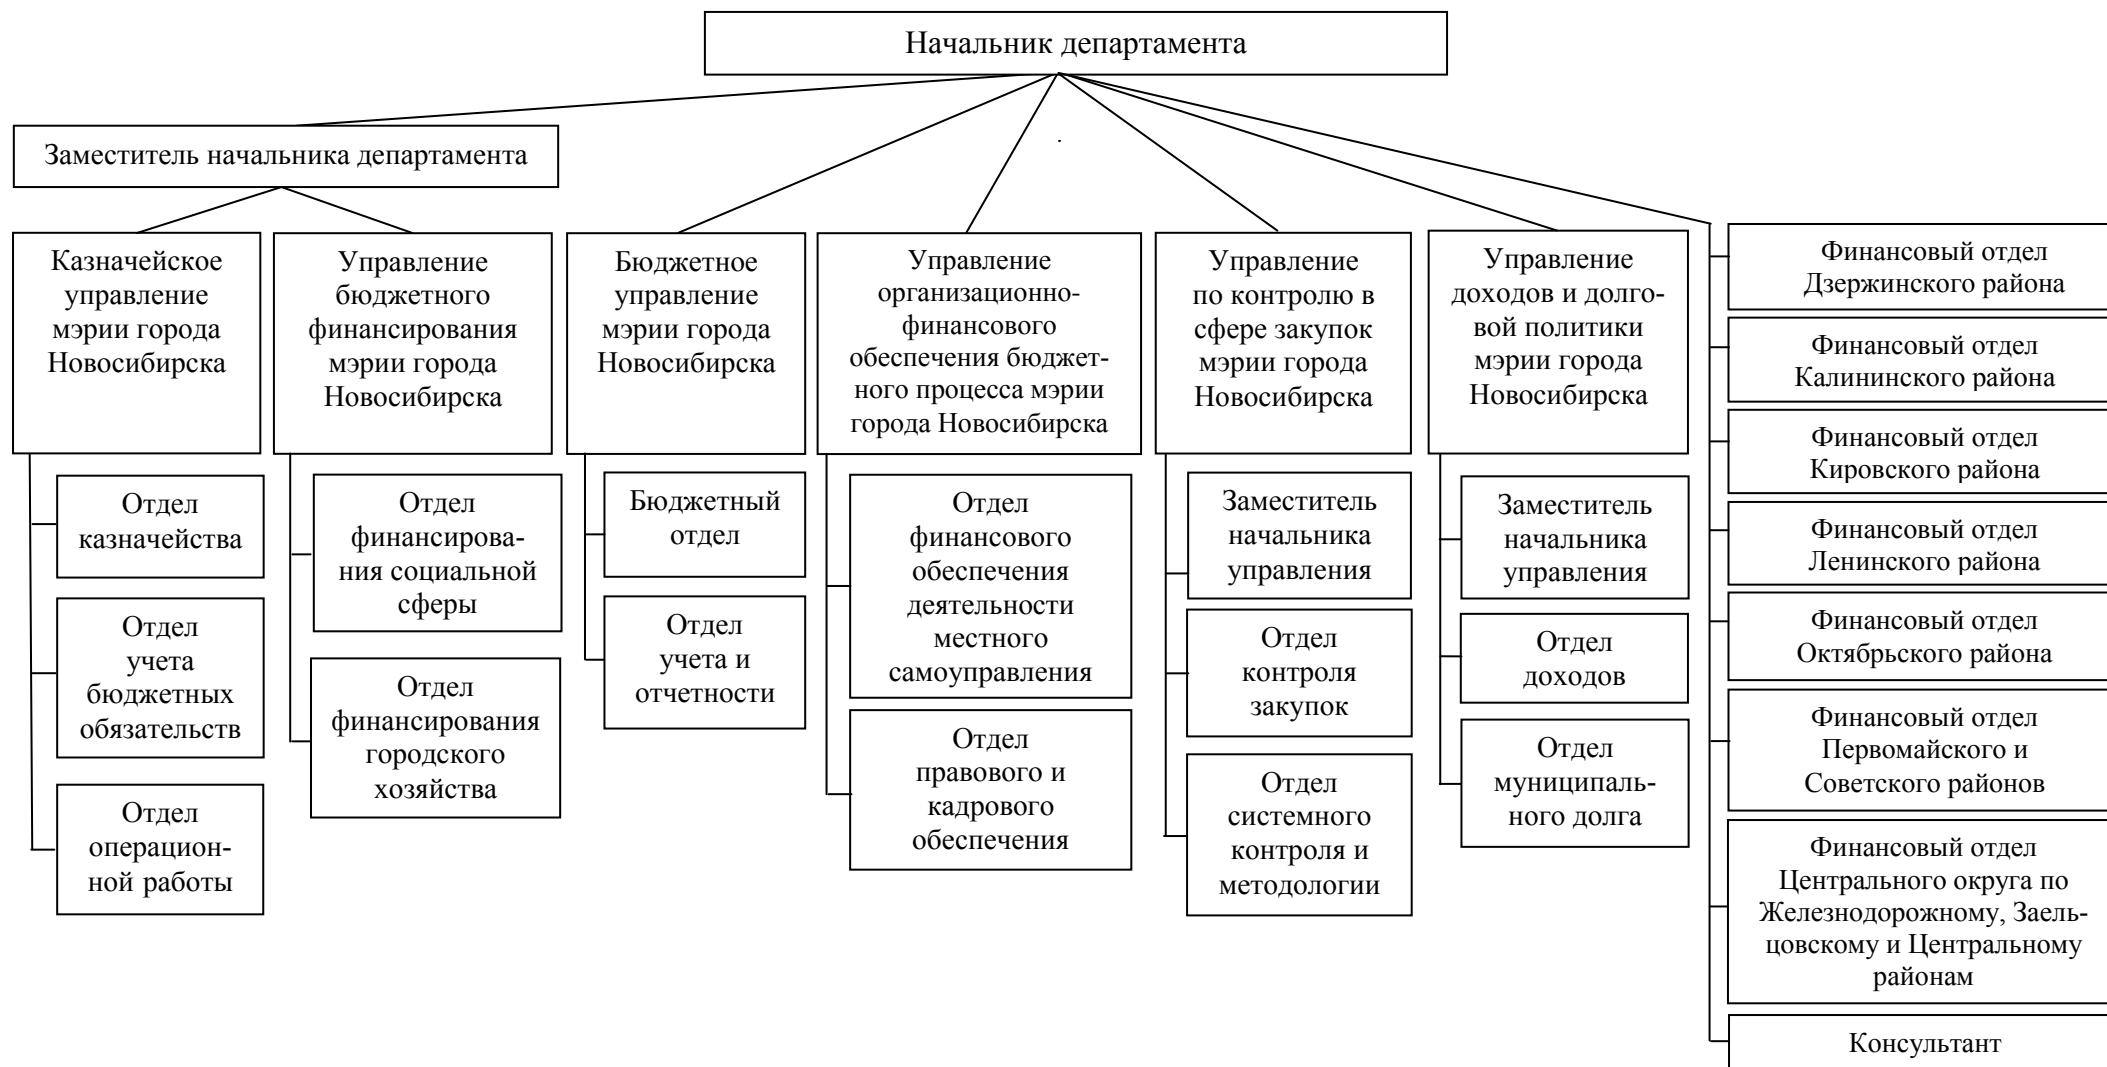 Начальник департамента
Заместитель начальника департамента
Казначейское
управление
мэрии города
Новосибирска
Управление
бюджетного
финансирования
мэрии города
Новосибирска
Бюджетное
управление
мэрии города
Новосибирска
Управление
организационно-
финансового
обеспечения бюджет-
ного процесса мэрии
города Новосибирска
Управление
по контролю в
сфере закупок
мэрии города
Новосибирска
Управление
доходов и долго-
вой политики
мэрии города
Новосибирска
Отдел
казначейства
Отдел
учета
бюджетных
обязательств
Отдел
операцион-
ной работы
Отдел
финансирова-
ния социальной
сферы
Отдел
финансирования
городского
хозяйства
Бюджетный
отдел
Отдел
учета и
отчетности
Отдел
финансового
обеспечения
деятельности
местного
самоуправления
Отдел
правового и
кадрового
обеспечения
Заместитель
начальника
управления
Отдел
контроля
закупок
Отдел
системного
контроля и
методологии
Заместитель
начальника
управления
Отдел
доходов
Отдел
муниципаль-
ного долга
Финансовый отдел
Дзержинского района
Финансовый отдел
Калининского района
Финансовый отдел
Кировского района
Финансовый отдел
Ленинского района
Финансовый отдел
Октябрьского района
Финансовый отдел
Первомайского и
Советского районов
Финансовый отдел
Центрального округа по
Железнодорожному, Заель-
цовскому и Центральному
районам
Консультант